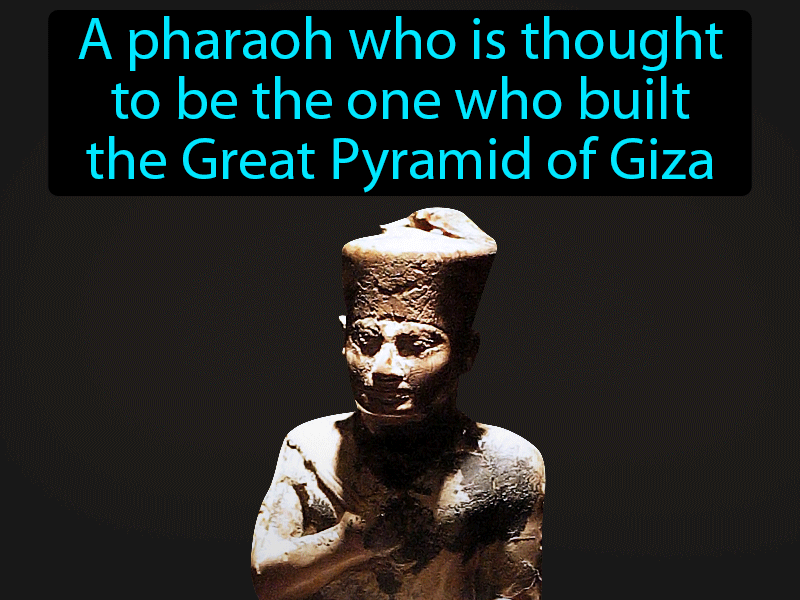 A pharaoh who is thought
to be the one who built
the Great Pyramid of Giza